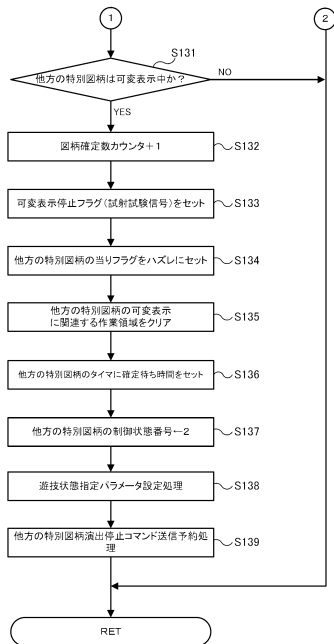 1
2
S131
他方の特別図柄は可変表示中か？
NO
YES
図柄確定数カウンタ＋1
S132
可変表示停止フラグ（試射試験信号）をセット
S133
他方の特別図柄の当りフラグをハズレにセット
S134
他方の特別図柄の可変表示
に関連する作業領域をクリア
S135
他方の特別図柄のタイマに確定待ち時間をセット
S136
他方の特別図柄の制御状態番号←2
S137
遊技状態指定パラメータ設定処理
S138
他方の特別図柄演出停止コマンド送信予約処
理
S139
RET